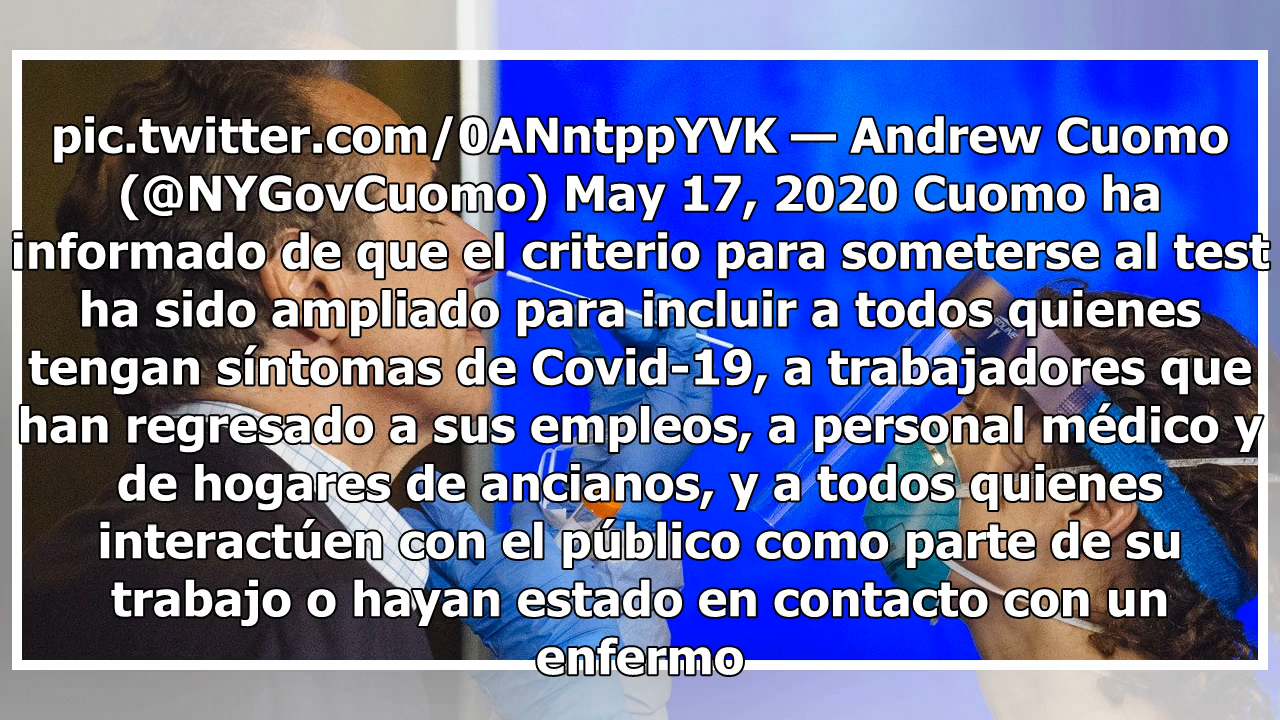 pic.twitter.com/0ANntppYVK — Andrew Cuomo
(@NYGovCuomo) May 17, 2020 Cuomo ha
informado de que el criterio para someterse al test
ha sido ampliado para incluir a todos quienes
tengan síntomas de Covid-19, a trabajadores que
han regresado a sus empleos, a personal médico y
de hogares de ancianos, y a todos quienes
interactúen con el público como parte de su
trabajo o hayan estado en contacto con un
enfermo